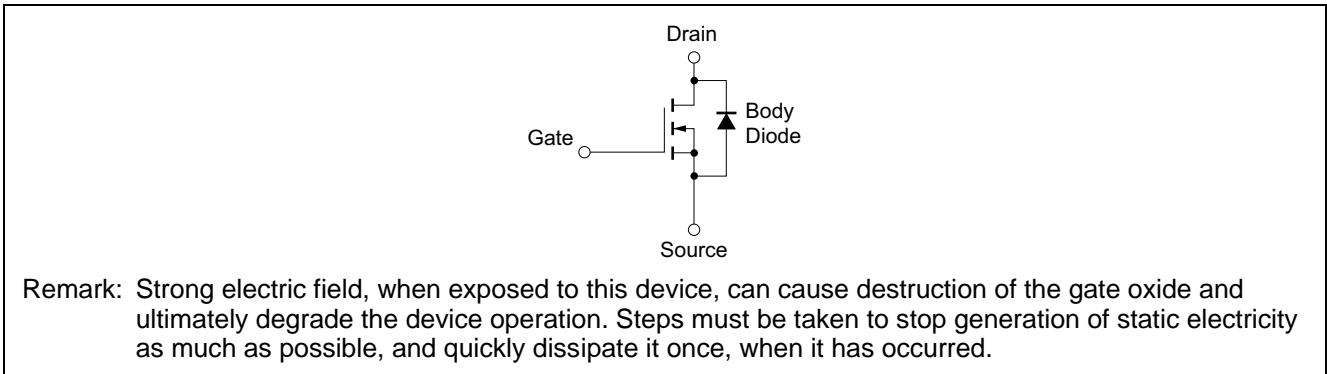 Drain
Body
Diode
Gate
Source
Remark: Strong electric field, when exposed to this device, can cause destruction of the gate oxide and
ultimately degrade the device operation. Steps must be taken to stop generation of static electricity
as much as possible, and quickly dissipate it once, when it has occurred.